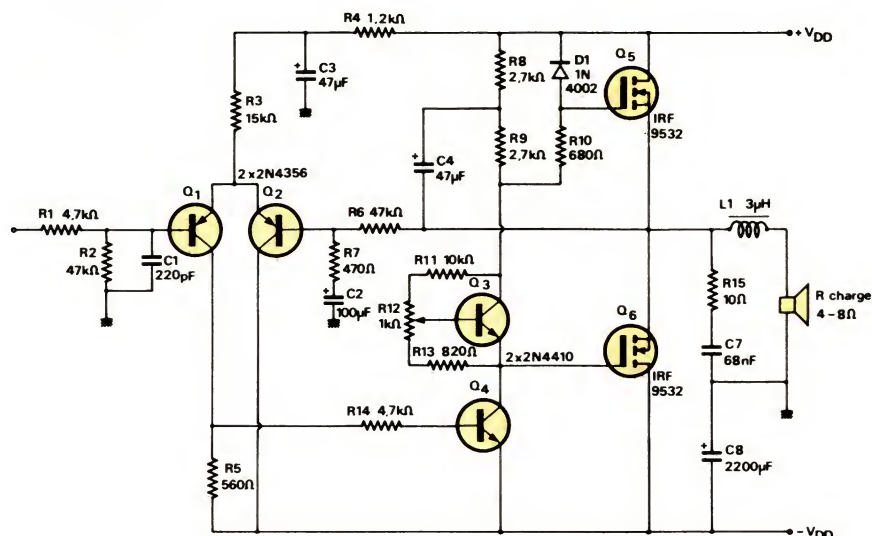 R4 1,2kΩ
+ VDD
+ C3
47µF
R8
2,7kΩ
D1
1N
4002
Q5
IRF
9532
R3
15kΩ
R9
2,7kΩ
R10
680Ω
+ C4
47µF
2x2N4356
Q1
Q2
L1 3µH
R1 4,7kΩ
R6 47kΩ
R2
47kΩ
C1
220pF
R7
470Ω
+ C2
100µF
R11 10kΩ
Q3
R12
1kΩ
R13 820Ω
2x2N4410
Q6
IRF
9532
R15
10Ω
R charge
4-8Ω
C7
68nF
Q4
R14 4,7kΩ
R5
560Ω
+ C8
2200µF
- VDD